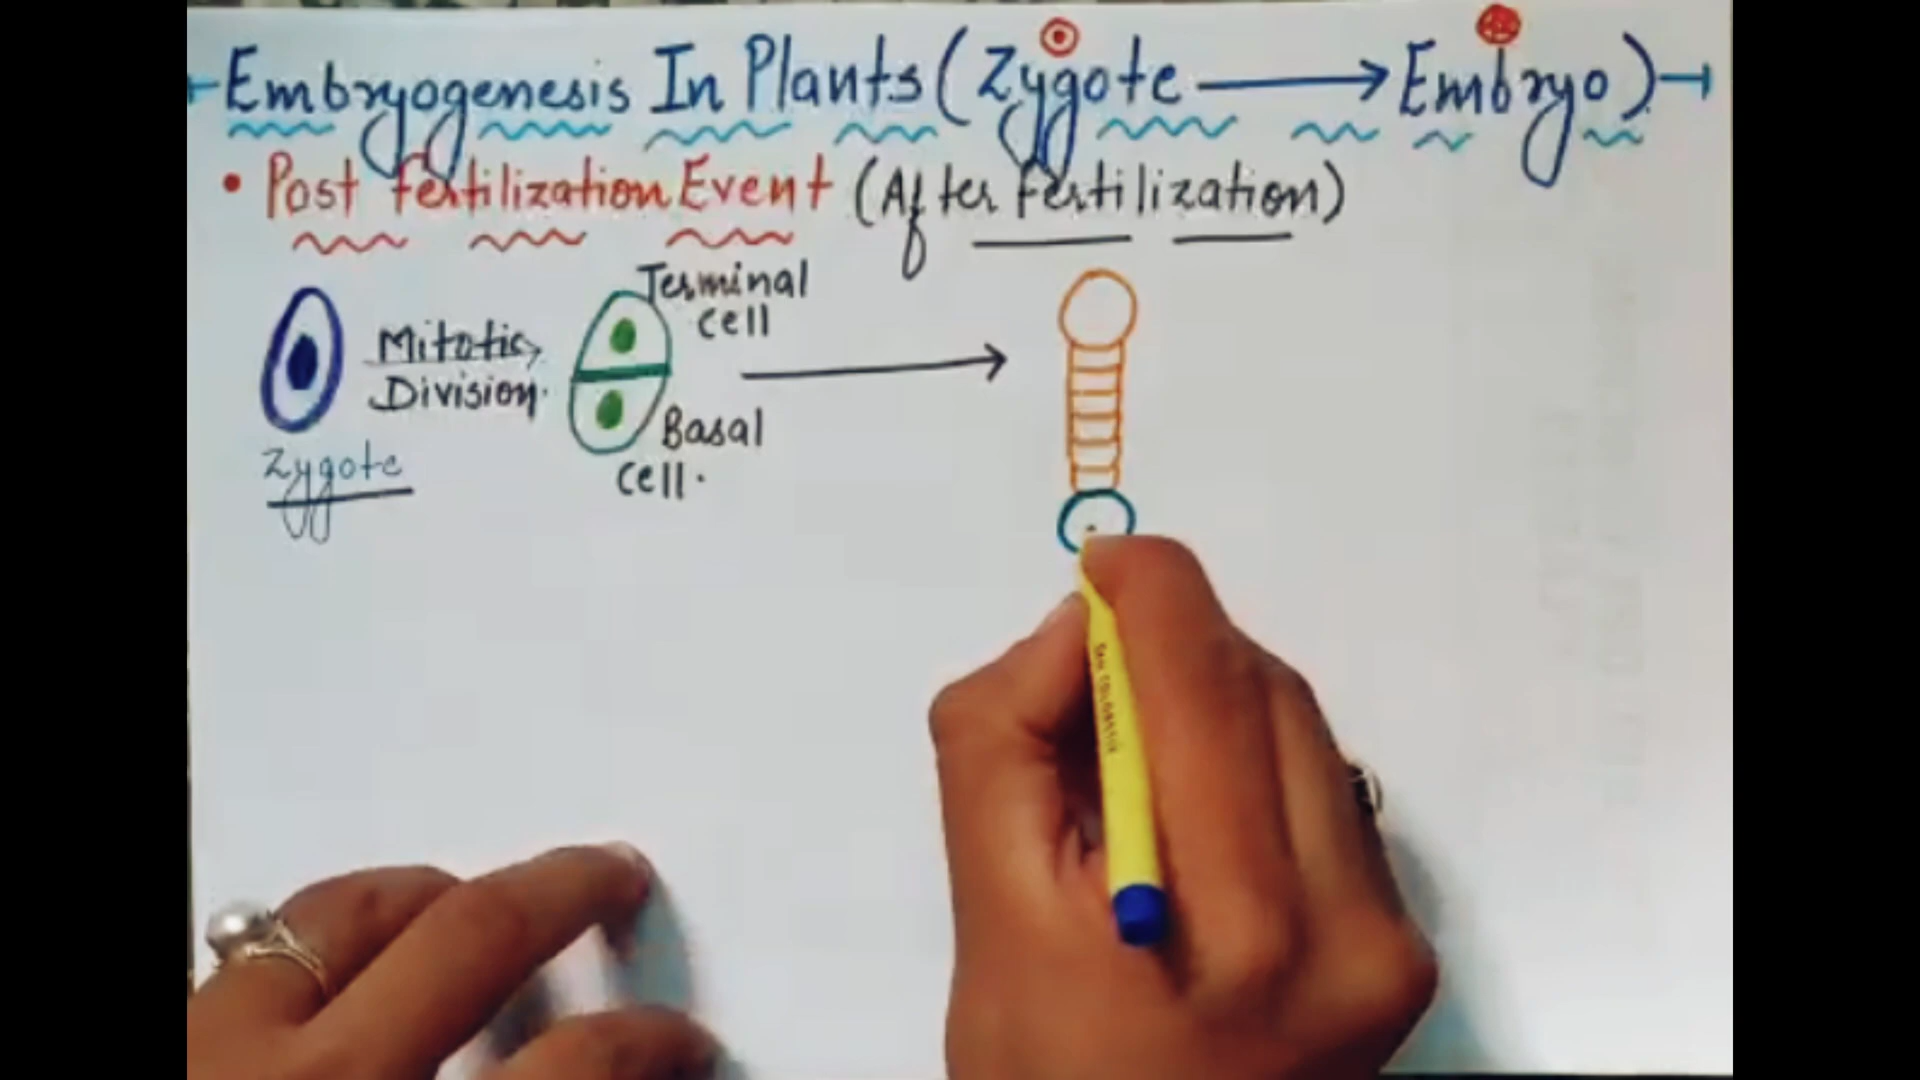 Embryogenesis In Plants (Zygote → Embryo)
• Post fertilization Event (After fertilization)
Terminal
cell
Mitotic
Division.
Basal
cell.
Zygote